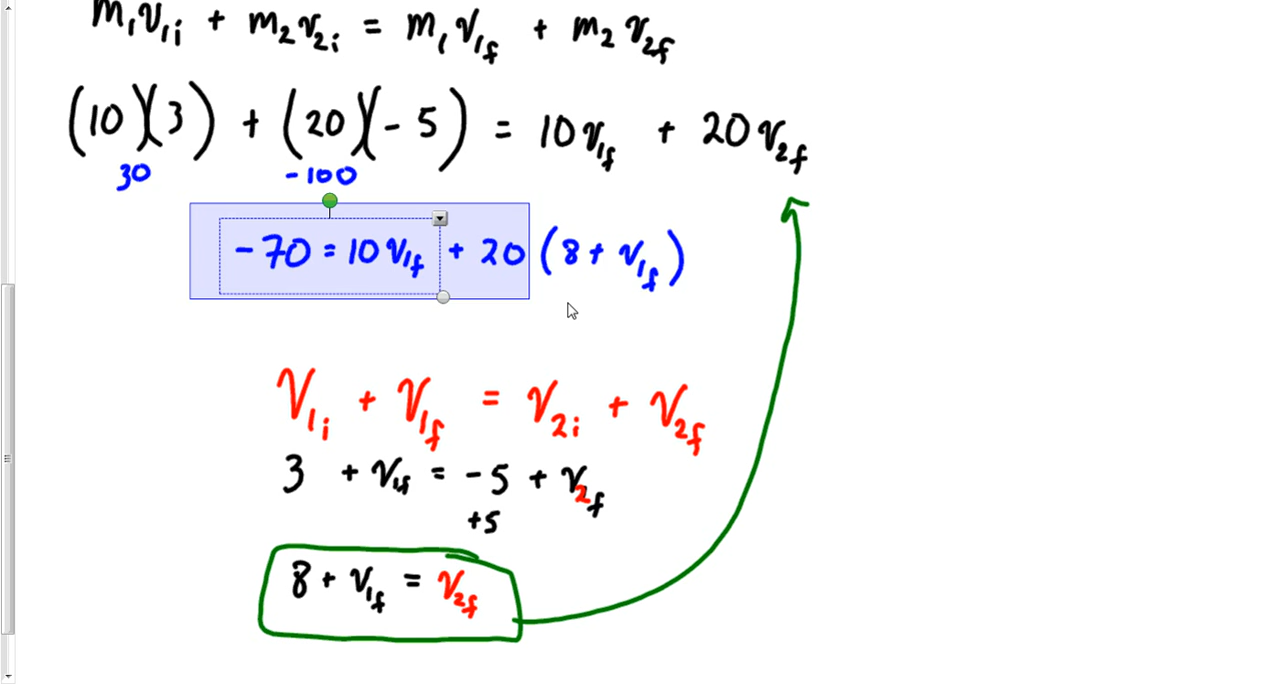 m₁v₁ᵢ + m₂v₂ᵢ = m₁v₁f + m₂v₂f
(10)(3) + (20)(-5) = 10v₁f + 20v₂f
30 -100
-70 = 10v₁f + 20(8 + v₁f)
V₁ᵢ + V₁f = V₂ᵢ + V₂f
3 + v₁f = -5 + v₂f
+5
8 + v₁f = v₂f